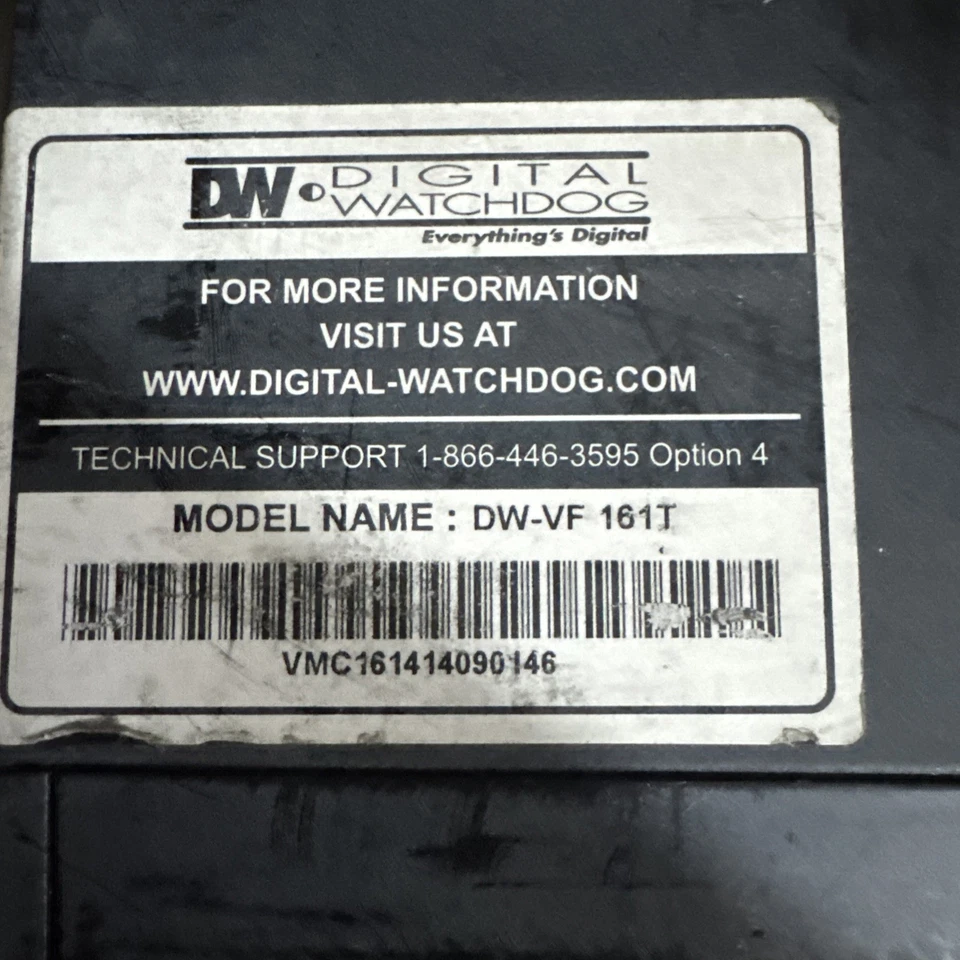 DW DIGITAL
WATCHDOG
Everything's Digital
FOR MORE INFORMATION
VISIT US AT
WWW.DIGITAL-WATCHDOG.COM
TECHNICAL SUPPORT 1-866-446-3595 Option 4
MODEL NAME : DW-VF 161T
VMC161414090146